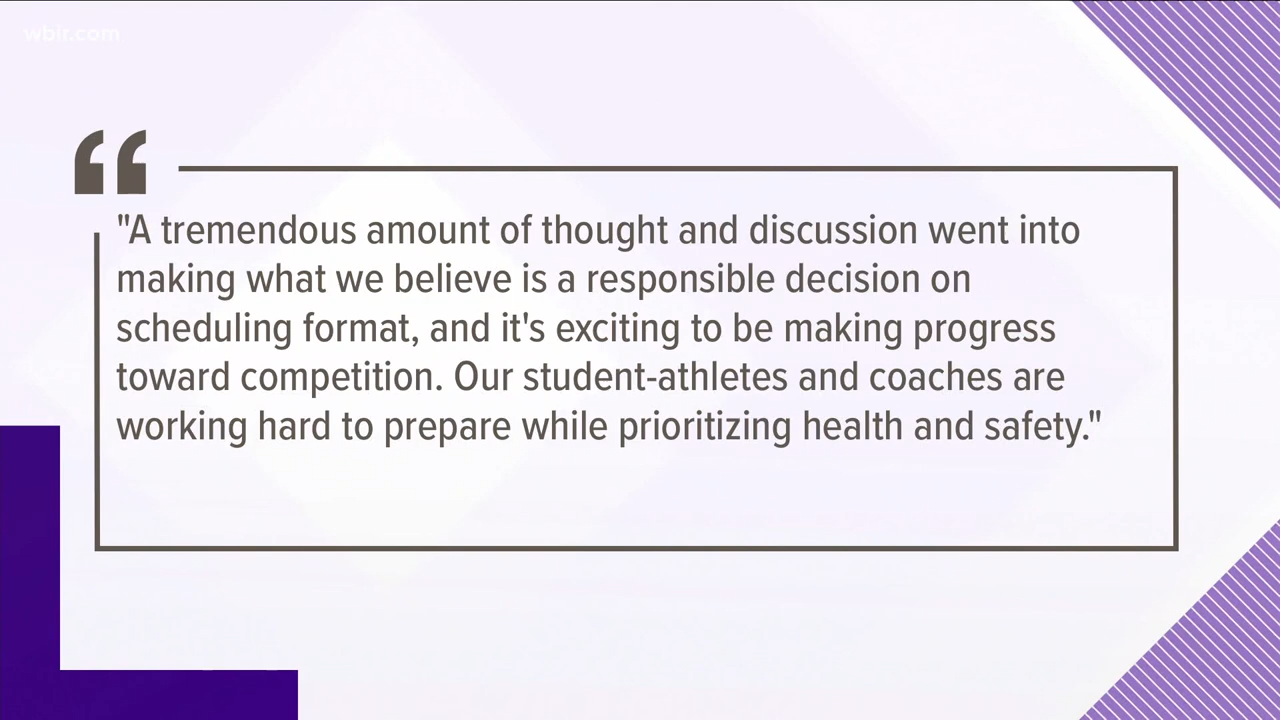 wbir.com
"A tremendous amount of thought and discussion went into
making what we believe is a responsible decision on
scheduling format, and it's exciting to be making progress
toward competition. Our student-athletes and coaches are
working hard to prepare while prioritizing health and safety."